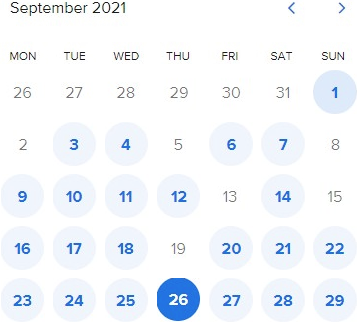 September 2021
MON TUE WED THU FRI SAT SUN
26 27 28 29 30 31 1
2 3 4 5 6 7 8
9 10 11 12 13 14 15
16 17 18 19 20 21 22
23 24 25 26 27 28 29